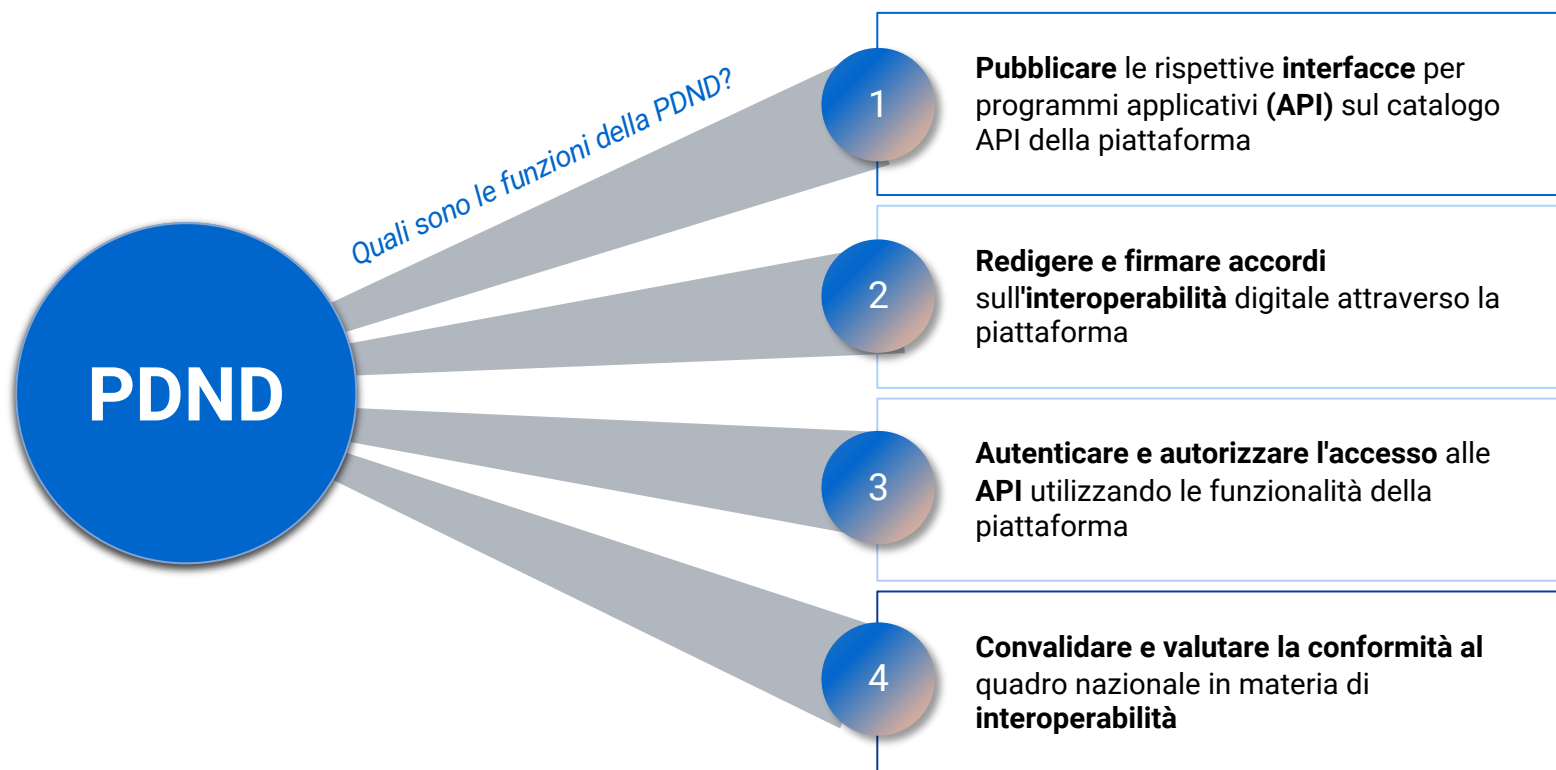 Quali sono le funzioni della PDND?
PDND
1
Pubblicare le rispettive interfacce per
programmi applicativi (API) sul catalogo
API della piattaforma
2
Redigere e firmare accordi
sull'interoperabilità digitale attraverso la
piattaforma
3
Autenticare e autorizzare l'accesso alle
API utilizzando le funzionalità della
piattaforma
4
Convalidare e valutare la conformità al
quadro nazionale in materia di
interoperabilità